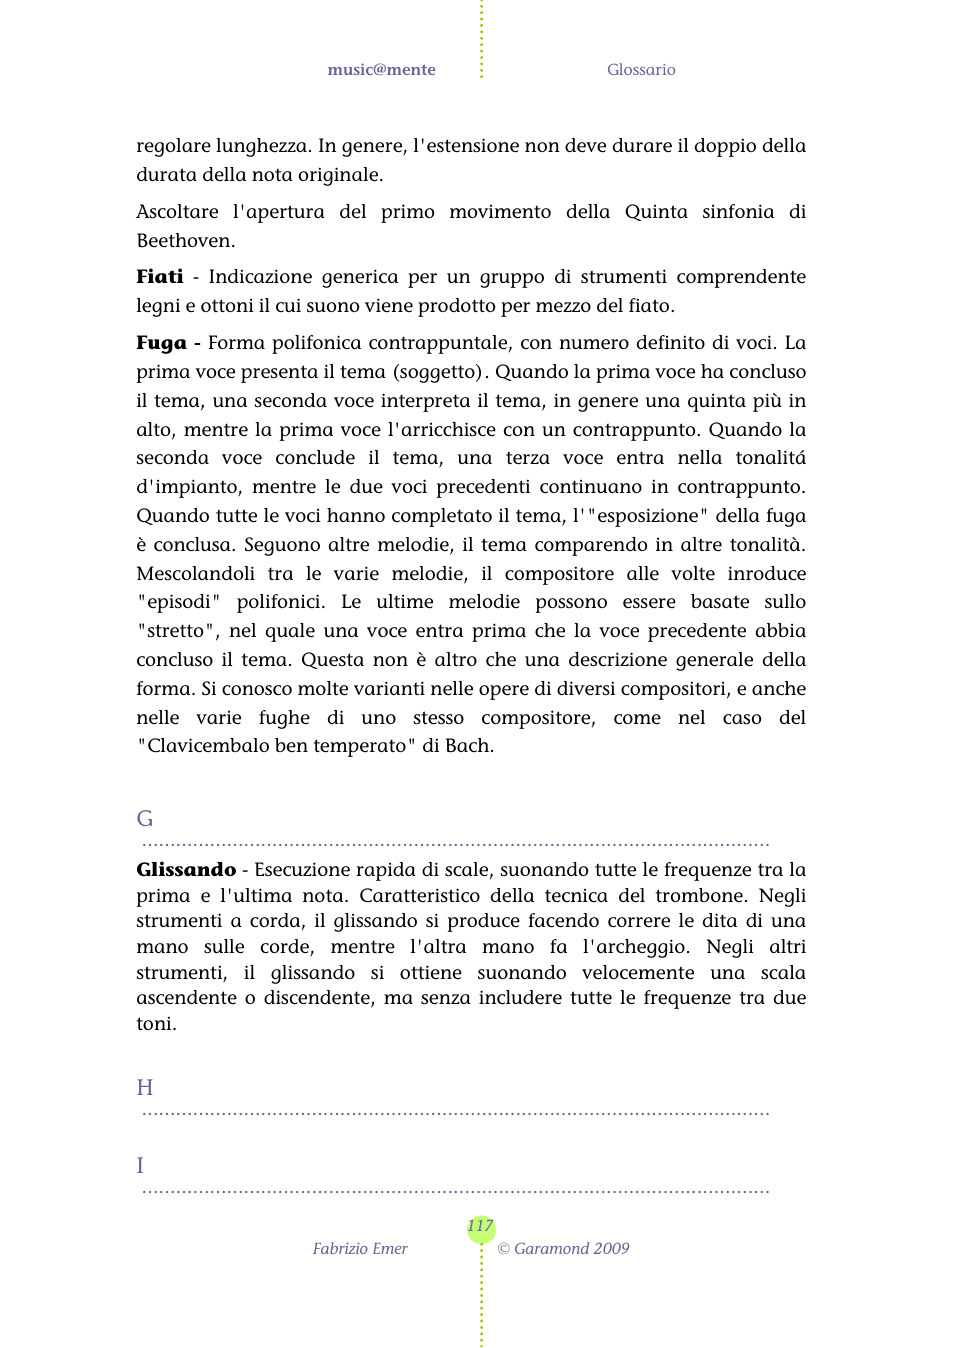 music@mente
Glossario
regolare lunghezza. In genere, l'estensione non deve durare il doppio della
durata della nota originale.
Ascoltare l'apertura del primo movimento della Quinta sinfonia di
Beethoven.
Fiati - Indicazione generica per un gruppo di strumenti comprendente
legni e ottoni il cui suono viene prodotto per mezzo del fiato.
Fuga - Forma polifonica contrappuntale, con numero definito di voci. La
prima voce presenta il tema (soggetto). Quando la prima voce ha concluso
il tema, una seconda voce interpreta il tema, in genere una quinta più in
alto, mentre la prima voce l'arricchisce con un contrappunto. Quando la
seconda voce conclude il tema, una terza voce entra nella tonalitá
d'impianto, mentre le due voci precedenti continuano in contrappunto.
Quando tutte le voci hanno completato il tema, l'"esposizione" della fuga
è conclusa. Seguono altre melodie, il tema comparendo in altre tonalità.
Mescolandoli tra le varie melodie, il compositore alle volte inroduce
"episodi" polifonici. Le ultime melodie possono essere basate sullo
"stretto", nel quale una voce entra prima che la voce precedente abbia
concluso il tema. Questa non è altro che una descrizione generale della
forma. Si conosco molte varianti nelle opere di diversi compositori, e anche
nelle varie fughe di uno stesso compositore, come nel caso del
"Clavicembalo ben temperato" di Bach.
G
Glissando - Esecuzione rapida di scale, suonando tutte le frequenze tra la
prima e l'ultima nota. Caratteristico della tecnica del trombone. Negli
strumenti a corda, il glissando si produce facendo correre le dita di una
mano sulle corde, mentre l'altra mano fa l'archeggio. Negli altri
strumenti, il glissando si ottiene suonando velocemente una scala
ascendente o discendente, ma senza includere tutte le frequenze tra due
toni.
H
I
117
Fabrizio Emer
© Garamond 2009